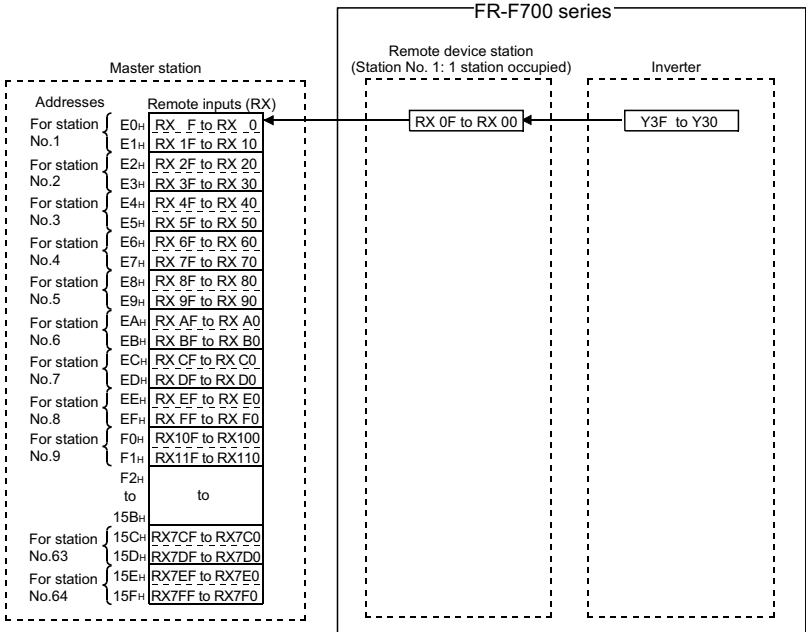 FR-F700 series
Master station
Remote device station
(Station No. 1: 1 station occupied)
Inverter
Addresses
Remote inputs (RX)
For station No.1
E0H RX F to RX 0
E1H RX 1F to RX 10
For station No.2
E2H RX 2F to RX 20
E3H RX 3F to RX 30
For station No.3
E4H RX 4F to RX 40
E5H RX 5F to RX 50
For station No.4
E6H RX 6F to RX 60
E7H RX 7F to RX 70
For station No.5
E8H RX 8F to RX 80
E9H RX 9F to RX 90
For station No.6
EAH RX AF to RX A0
EBH RX BF to RX B0
For station No.7
ECH RX CF to RX C0
EDH RX DF to RX D0
For station No.8
EEH RX EF to RX E0
EFH RX FF to RX F0
For station No.9
F0H RX10F to RX100
F1H RX11F to RX110
F2H
to to
15BH
For station No.63
15CH RX7CF to RX7C0
15DH RX7DF to RX7D0
For station No.64
15EH RX7EF to RX7E0
15FH RX7FF to RX7F0
RX 0F to RX 00
Y3F to Y30